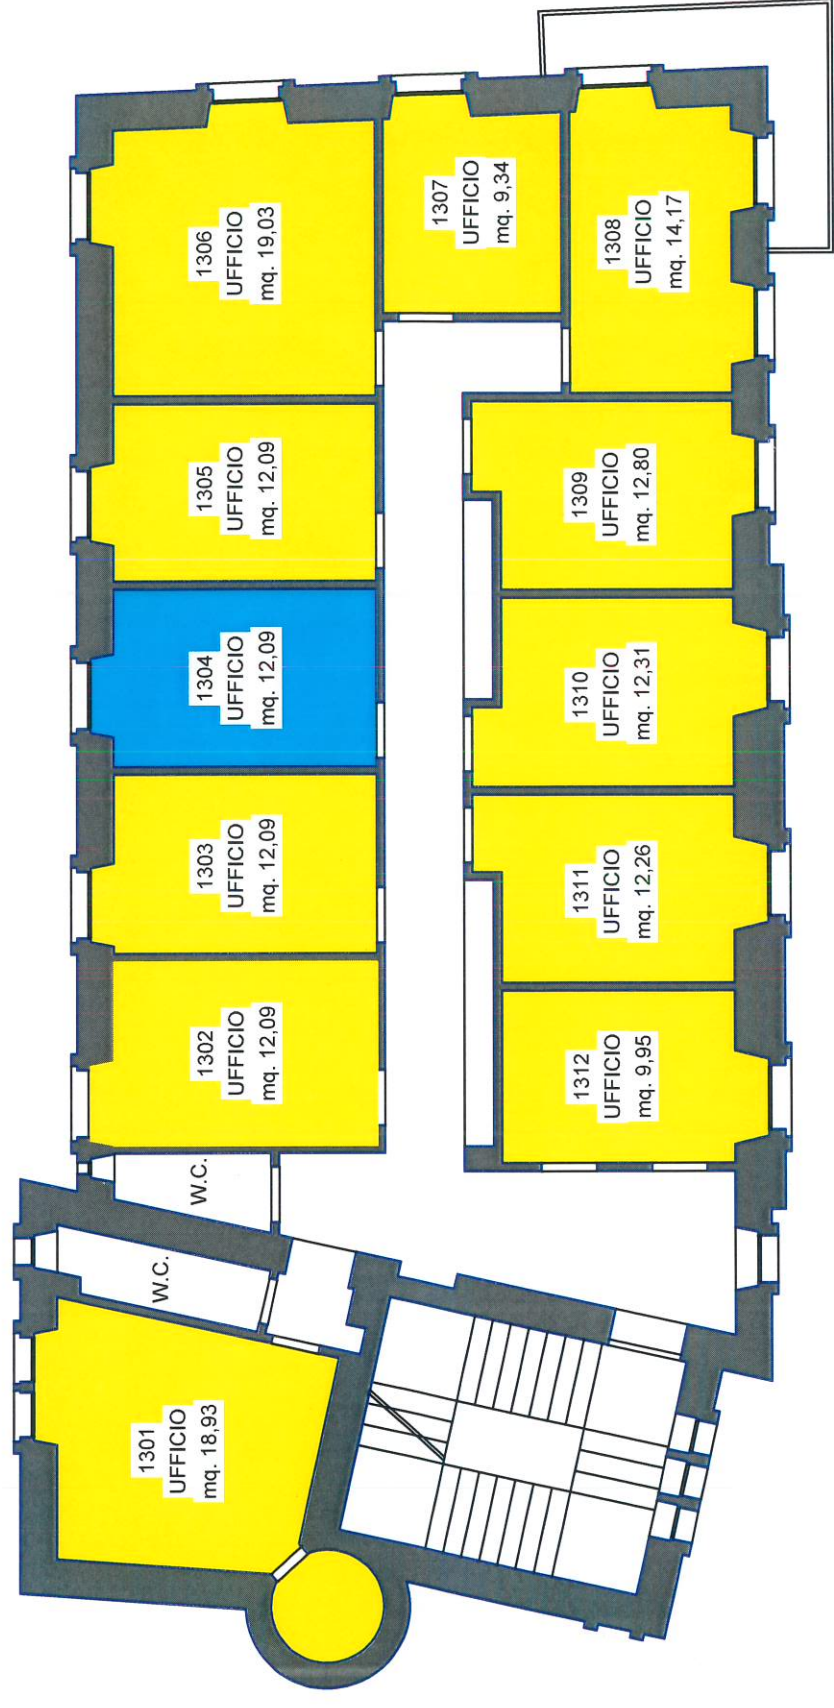 1301
UFFICIO
mq. 18,93
W.C.
W.C.
1302
UFFICIO
mq. 12,09
1303
UFFICIO
mq. 12,09
1304
UFFICIO
mq. 12,09
1305
UFFICIO
mq. 12,09
1306
UFFICIO
mq. 19,03
1307
UFFICIO
mq. 9,34
1308
UFFICIO
mq. 14,17
1309
UFFICIO
mq. 12,80
1310
UFFICIO
mq. 12,31
1311
UFFICIO
mq. 12,26
1312
UFFICIO
mq. 9,95